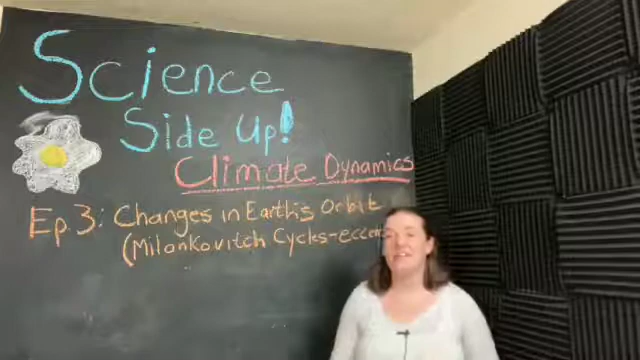 Science
Side Up!
Climate Dynamics
Ep 3: Changes in Earth's Orbit
(Milankovitch Cycles-